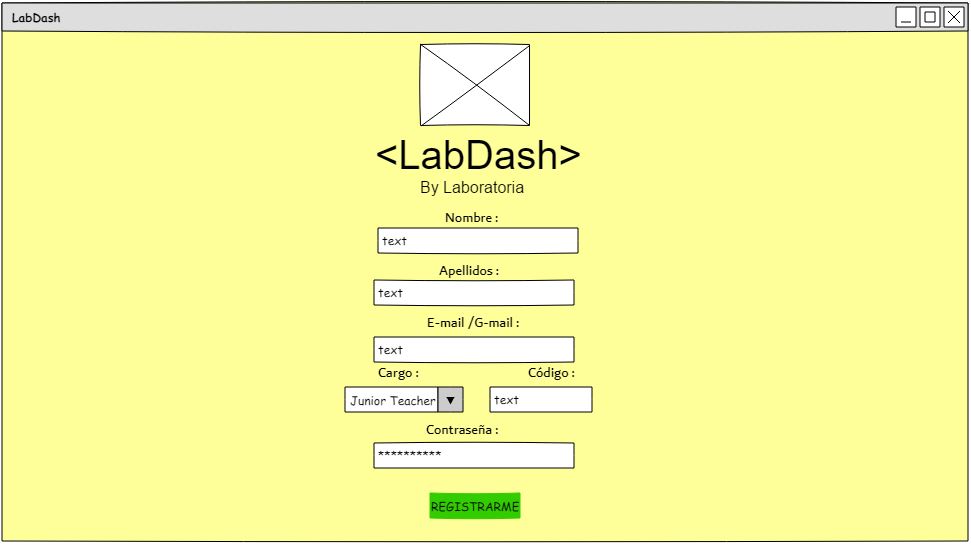 LabDash
<LabDash>
By Laboratoria
Nombre :
text
Apellidos :
text
E-mail /G-mail :
text
Cargo : Código :
Junior Teacher ▼ text
Contraseña :
**********
REGISTRARME